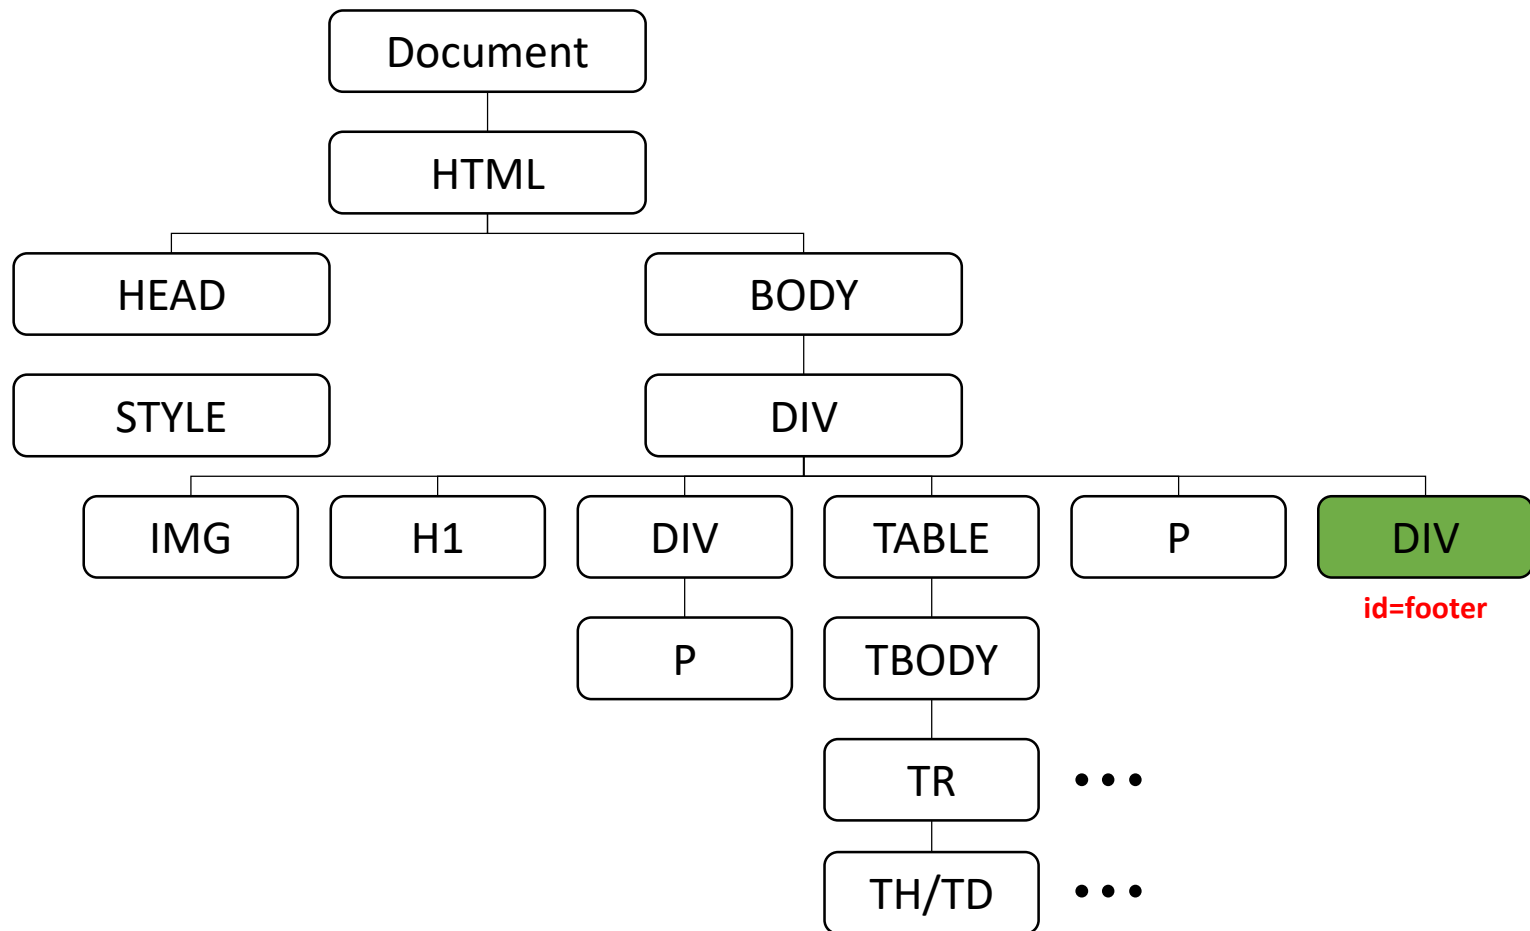 Document
HTML
HEAD
BODY
STYLE
DIV
IMG
H1
DIV
TABLE
P
DIV
id=footer
P
TBODY
TR
•••
TH/TD
•••